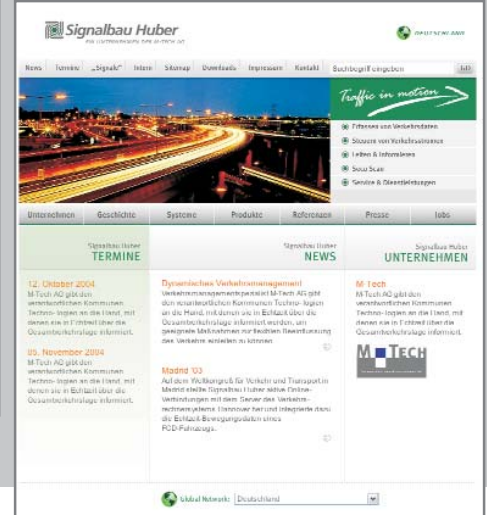 Signalbau Huber
EIN UNTERNEHMEN DER M-TECH AG
DEUTSCHLAND
News Termine „Signale“ Intern Sitemap Downloads Impressum Kontakt Suchbegriff eingeben GO
Traffic in motion
Erfassen von Verkehrsdaten
Steuern von Verkehrsströmen
Leiten & Informieren
Secu Scan
Service & Dienstleistungen
Unternehmen Geschichte Systeme Produkte Referenzen Presse Jobs
Signalbau Huber
TERMINE
12. Oktober 2004
M-Tech AG gibt den
verantwortlichen Kommunen
Techno- logien an die Hand, mit
denen sie in Echtzeit über die
Gesamtverkehrslage informiert.
05. November 2004
M-Tech AG gibt den
verantwortlichen Kommunen
Techno- logien an die Hand, mit
denen sie in Echtzeit über die
Gesamtverkehrslage informiert.
Signalbau Huber
NEWS
Dynamisches Verkehrsmanagement
Verkehrsmanagementspezialist M-Tech AG gibt
den verantwortlichen Kommunen Techno- logien
an die Hand, mit denen sie in Echtzeit über die
Gesamtverkehrslage informiert werden, um
geeignete Maßnahmen zur flexiblen Beeinflussung
des Verkehrs einleiten zu können.
Madrid '03
Auf dem Weltkongreß für Verkehr und Transport in
Madrid stellte Signalbau Huber aktive Online-
Verbindungen mit dem Server des Verkehrs-
rechnersystems Hannover her und integrierte dazu
die Echtzeit-Bewegungsdaten eines
FCD-Fahrzeugs.
Signalbau Huber
UNTERNEHMEN
M-Tech
M-Tech AG gibt den
verantwortlichen Kommunen
Techno- logien an die Hand, mit
denen sie in Echtzeit über die
Gesamtverkehrslage informiert.
M TECH
Global Network: Deutschland